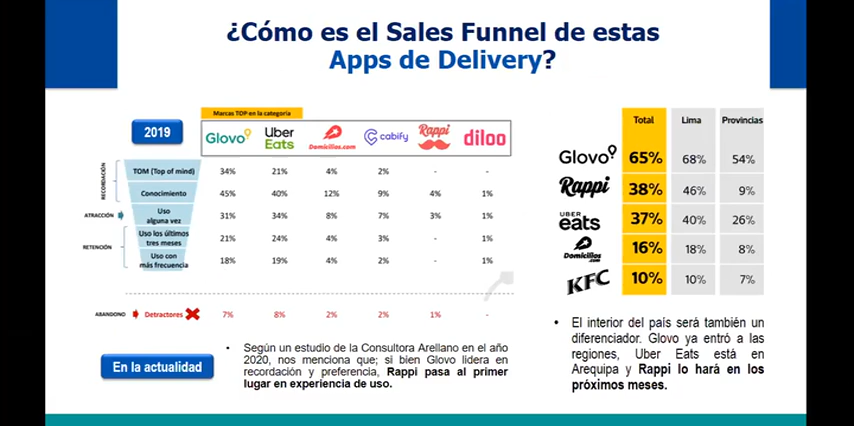 ¿Cómo es el Sales Funnel de estas
Apps de Delivery?
2019
Marcas TOP en la categoría
Glovo Uber Eats Domicilios.com cabify Rappi diloo
RECORDACIÓN
TOM (Top of mind) 34% 21% 4% 2% - -
Conocimiento 45% 40% 12% 9% 4% 1%
ATRACCIÓN
Uso alguna vez 31% 34% 8% 7% 3% 1%
RETENCIÓN
Uso los últimos tres meses 21% 24% 4% 3% - 1%
Uso con más frecuencia 18% 19% 4% 2% - 1%
ABANDONO Detractores 7% 8% 2% 2% 1% -
En la actualidad
• Según un estudio de la Consultora Arellano en el año
2020, nos menciona que; si bien Glovo lidera en
recordación y preferencia, Rappi pasa al primer
lugar en experiencia de uso.
Total Lima Provincias
Glovo 65% 68% 54%
Rappi 38% 46% 9%
UBER eats 37% 40% 26%
Domicilios.com 16% 18% 8%
KFC 10% 10% 7%
• El interior del país será también un
diferenciador. Glovo ya entró a las
regiones, Uber Eats está en
Arequipa y Rappi lo hará en los
próximos meses.